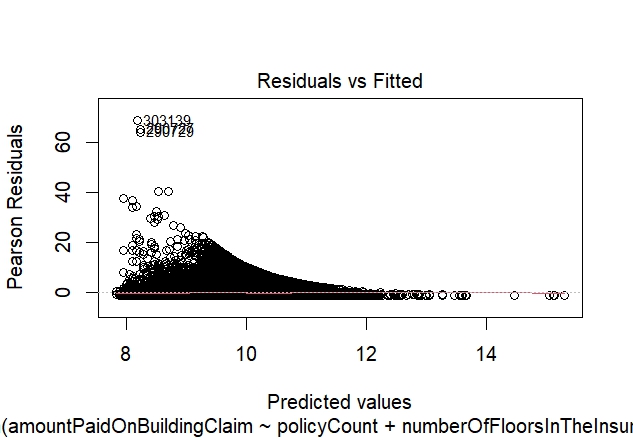 Residuals vs Fitted
Pearson Residuals
60
40
20
0
303139
290729
8
10
12
14
Predicted values
(amountPaidOnBuildingClaim ~ policyCount + numberOfFloorsInTheInsur